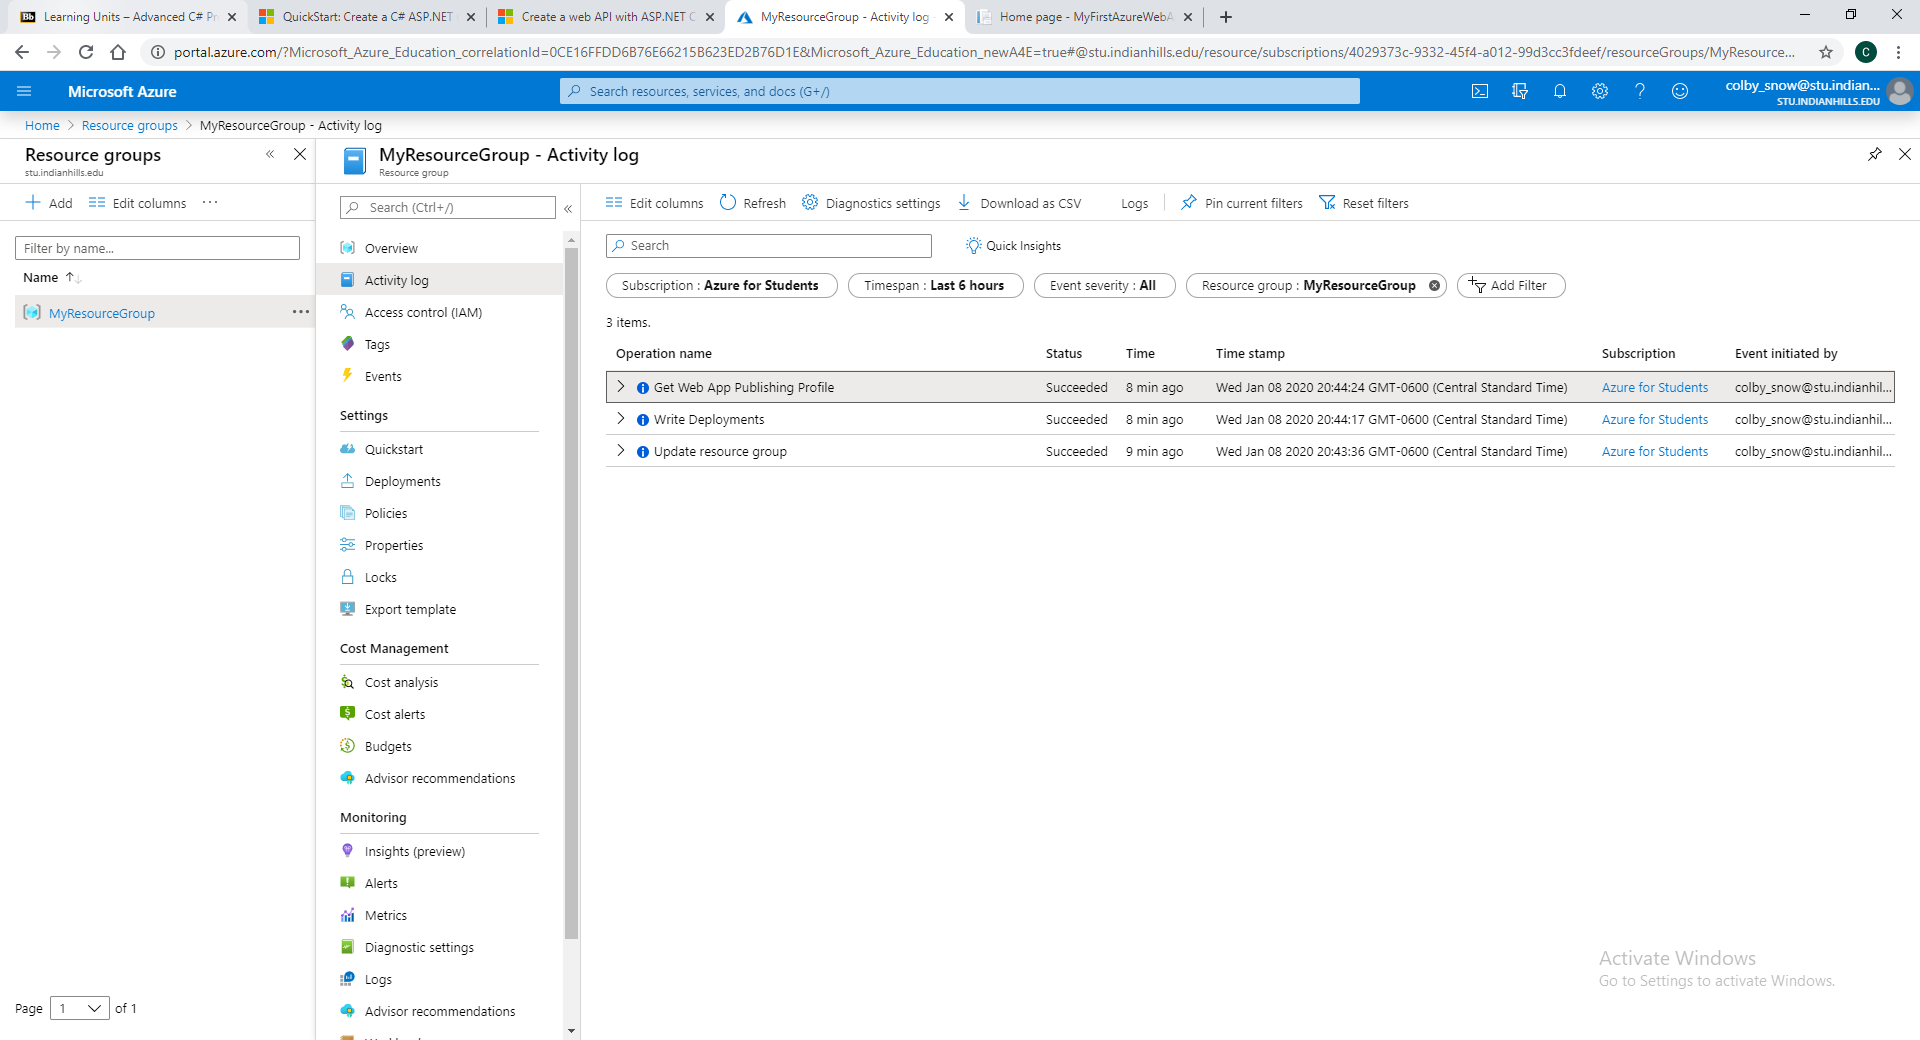 Learning Units – Advanced C# Pr
QuickStart: Create a C# ASP.NET
Create a web API with ASP.NET C
MyResourceGroup - Activity log
Home page - MyFirstAzureWebA
portal.azure.com/?Microsoft_Azure_Education_correlationId=0CE16FFDD6B76E66215B623ED2B76D1E&Microsoft_Azure_Education_newA4E=true#@stu.indianhills.edu/resource/subscriptions/4029373c-9332-45f4-a012-99d3cc3fdeef/resourceGroups/MyResource...
C
Microsoft Azure
Search resources, services, and docs (G+/)
colby_snow@stu.indian...
STU.INDIANHILLS.EDU
Home > Resource groups > MyResourceGroup - Activity log
Resource groups
stu.indianhills.edu
Add
Edit columns
Filter by name...
Name
MyResourceGroup
Page 1 of 1
MyResourceGroup - Activity log
Resource group
Search (Ctrl+/)
Overview
Activity log
Access control (IAM)
Tags
Events
Settings
Quickstart
Deployments
Policies
Properties
Locks
Export template
Cost Management
Cost analysis
Cost alerts
Budgets
Advisor recommendations
Monitoring
Insights (preview)
Alerts
Metrics
Diagnostic settings
Logs
Advisor recommendations
Edit columns
Refresh
Diagnostics settings
Download as CSV
Logs
Pin current filters
Reset filters
Search
Quick Insights
Subscription : Azure for Students
Timespan : Last 6 hours
Event severity : All
Resource group : MyResourceGroup
Add Filter
3 items.
Operation name Status Time Time stamp Subscription Event initiated by
Get Web App Publishing Profile Succeeded 8 min ago Wed Jan 08 2020 20:44:24 GMT-0600 (Central Standard Time) Azure for Students colby_snow@stu.indianhil...
Write Deployments Succeeded 8 min ago Wed Jan 08 2020 20:44:17 GMT-0600 (Central Standard Time) Azure for Students colby_snow@stu.indianhil...
Update resource group Succeeded 9 min ago Wed Jan 08 2020 20:43:36 GMT-0600 (Central Standard Time) Azure for Students colby_snow@stu.indianhil...
Activate Windows
Go to Settings to activate Windows.